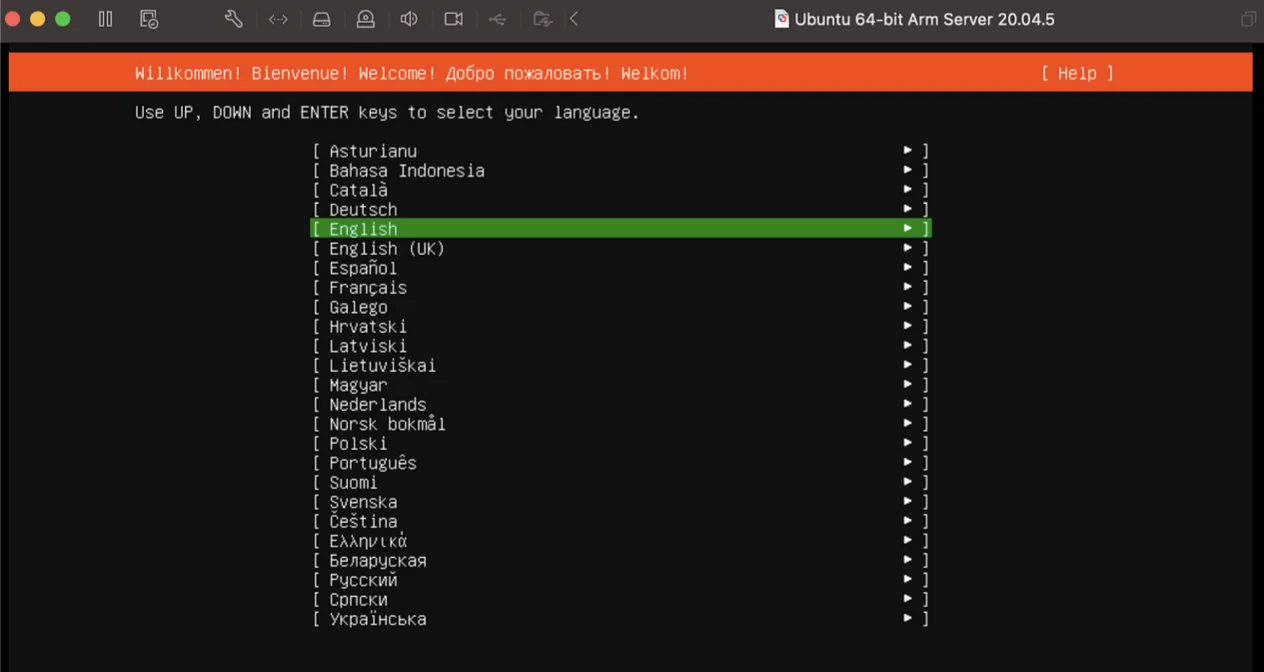 Ubuntu 64-bit Arm Server 20.04.5
Willkommen! Bienvenue! Welcome! Добро пожаловать! Welkom! [ Help ]
Use UP, DOWN and ENTER keys to select your language.
[ Asturianu ► ]
[ Bahasa Indonesia ► ]
[ Català ► ]
[ Deutsch ► ]
[ English ► ]
[ English (UK) ► ]
[ Español ► ]
[ Français ► ]
[ Galego ► ]
[ Hrvatski ► ]
[ Latviski ► ]
[ Lietuviškai ► ]
[ Magyar ► ]
[ Nederlands ► ]
[ Norsk bokmål ► ]
[ Polski ► ]
[ Português ► ]
[ Suomi ► ]
[ Svenska ► ]
[ Čeština ► ]
[ Ελληνικά ► ]
[ Беларуская ► ]
[ Русский ► ]
[ Српски ► ]
[ Українська ► ]